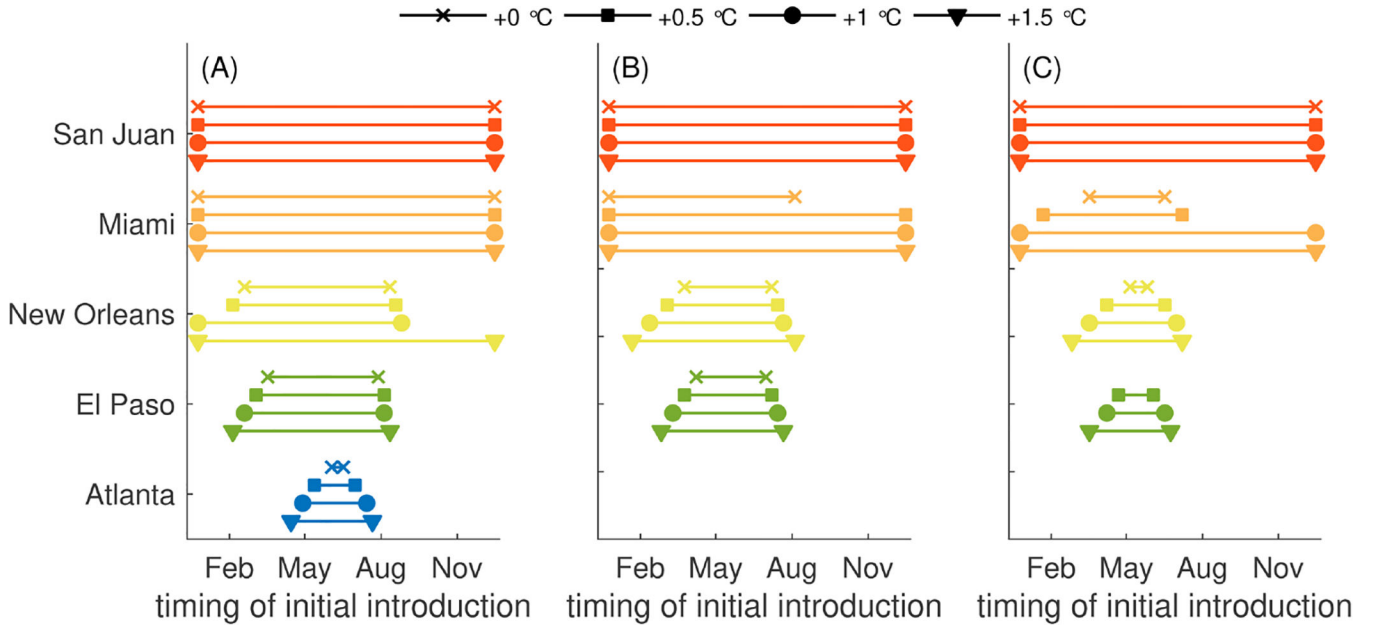 +0 °C +0.5 °C +1 °C +1.5 °C
(A) (B) (C)
San Juan
Miami
New Orleans
El Paso
Atlanta
Feb May Aug Nov Feb May Aug Nov Feb May Aug Nov
timing of initial introduction timing of initial introduction timing of initial introduction